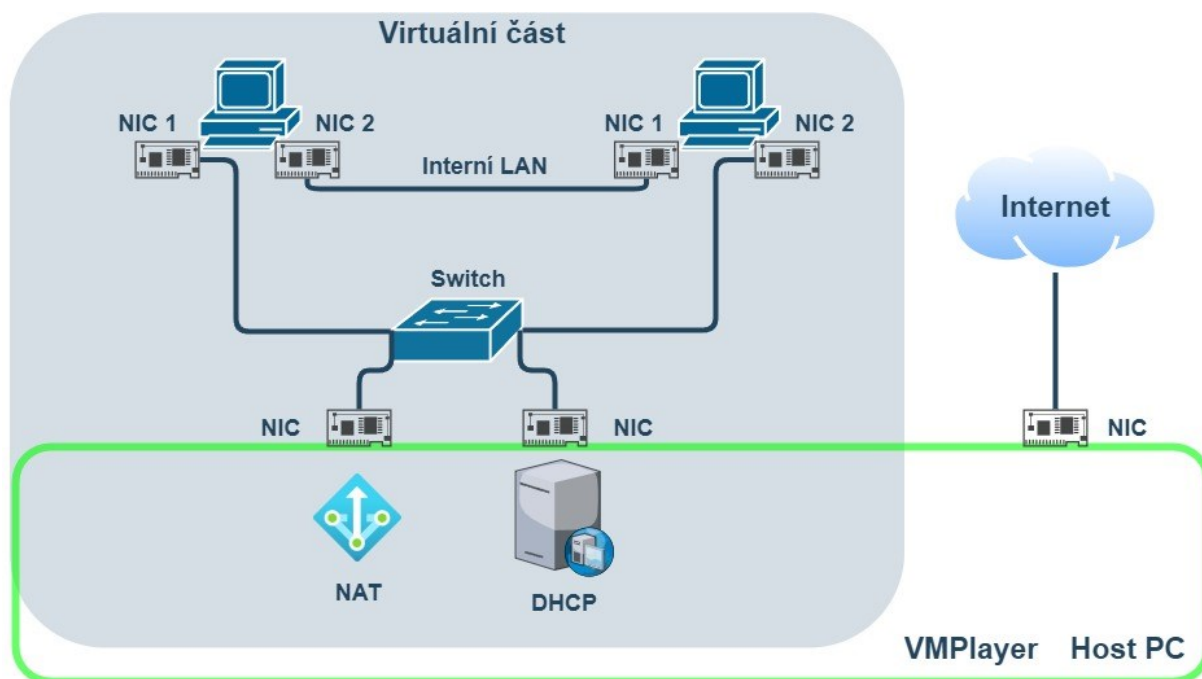 Virtuální část
NIC 1
NIC 2
NIC 1
NIC 2
Interní LAN
Internet
Switch
NIC
NIC
NIC
NAT
DHCP
VMPlayer
Host PC